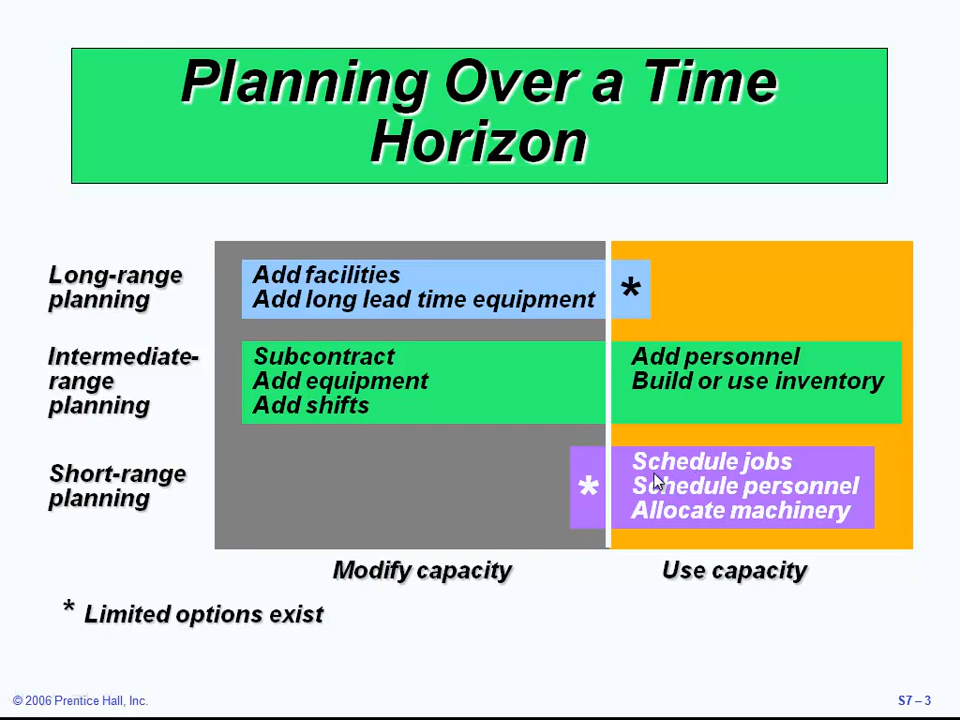 Planning Over a Time
Horizon
Long-range
planning
Add facilities
Add long lead time equipment
*
Intermediate-
range
planning
Subcontract
Add equipment
Add shifts
Add personnel
Build or use inventory
Short-range
planning
*
Schedule jobs
Schedule personnel
Allocate machinery
Modify capacity
Use capacity
* Limited options exist
© 2006 Prentice Hall, Inc.
S7 – 3